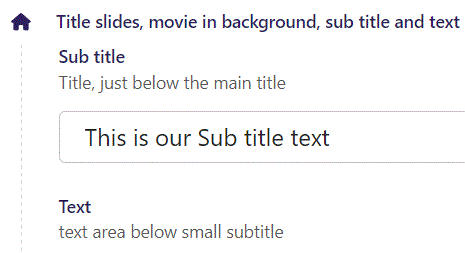 Title slides, movie in background, sub title and text
Sub title
Title, just below the main title
This is our Sub title text
Text
text area below small subtitle